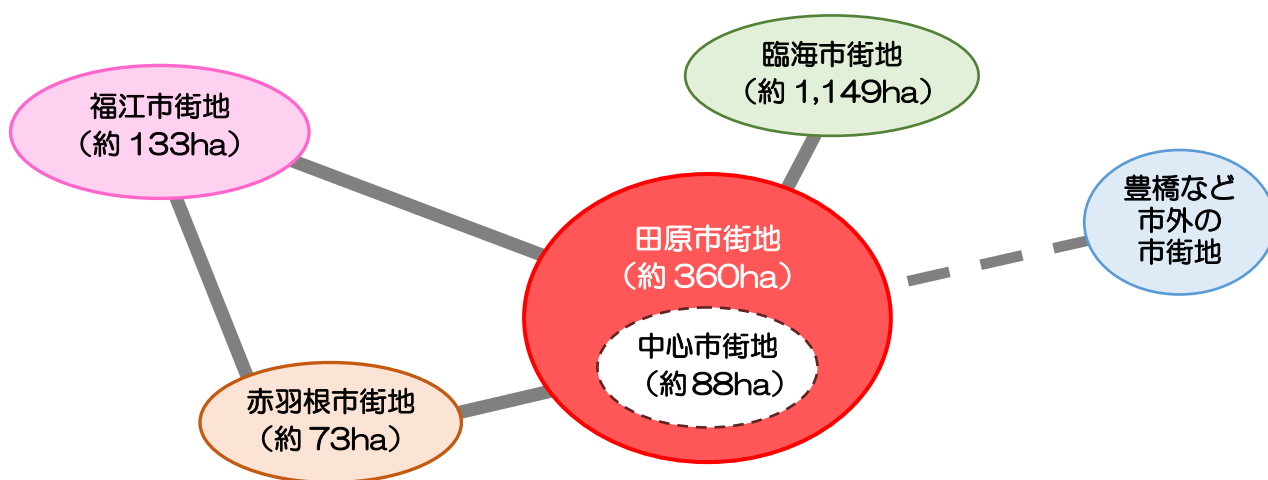 臨海市街地
（約 1,149ha）
福江市街地
（約 133ha）
豊橋など
市外の
市街地
田原市街地
（約 360ha）
中心市街地
（約 88ha）
赤羽根市街地
（約 73ha）